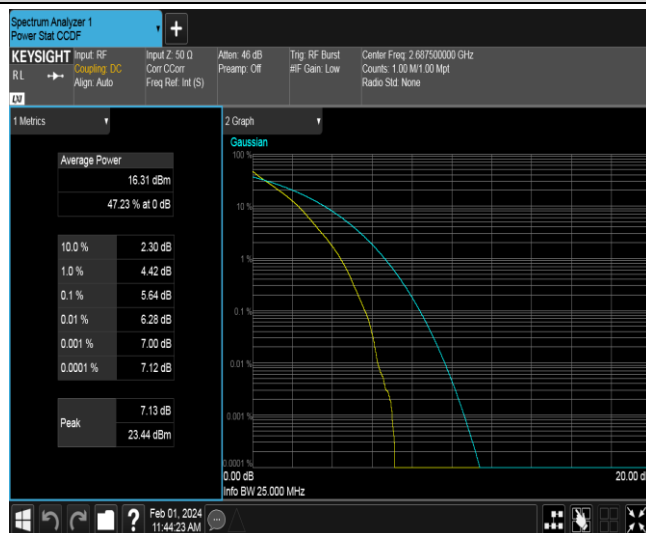 Spectrum Analyzer 1
Power Stat CCDF
+
KEYSIGHT Input: RF Input Z: 50 Ω Atten: 46 dB Trig: RF Burst Center Freq: 2.687500000 GHz
RL Coupling: DC Corr CCorr Preamp: Off #IF Gain: Low Counts: 1.00 M/1.00 Mpt
Align: Auto Freq Ref: Int (S) Radio Std: None
LXI
1 Metrics
Average Power
16.31 dBm
47.23 % at 0 dB
10.0 % 2.30 dB
1.0 % 4.42 dB
0.1 % 5.64 dB
0.01 % 6.28 dB
0.001 % 7.00 dB
0.0001 % 7.12 dB
Peak 7.13 dB
23.44 dBm
2 Graph
Gaussian
100 %
10 %
1 %
0.1 %
0.01 %
0.001 %
0.0001 %
0.00 dB 20.00 d
Info BW 25.000 MHz
? Feb 01, 2024
11:44:23 AM